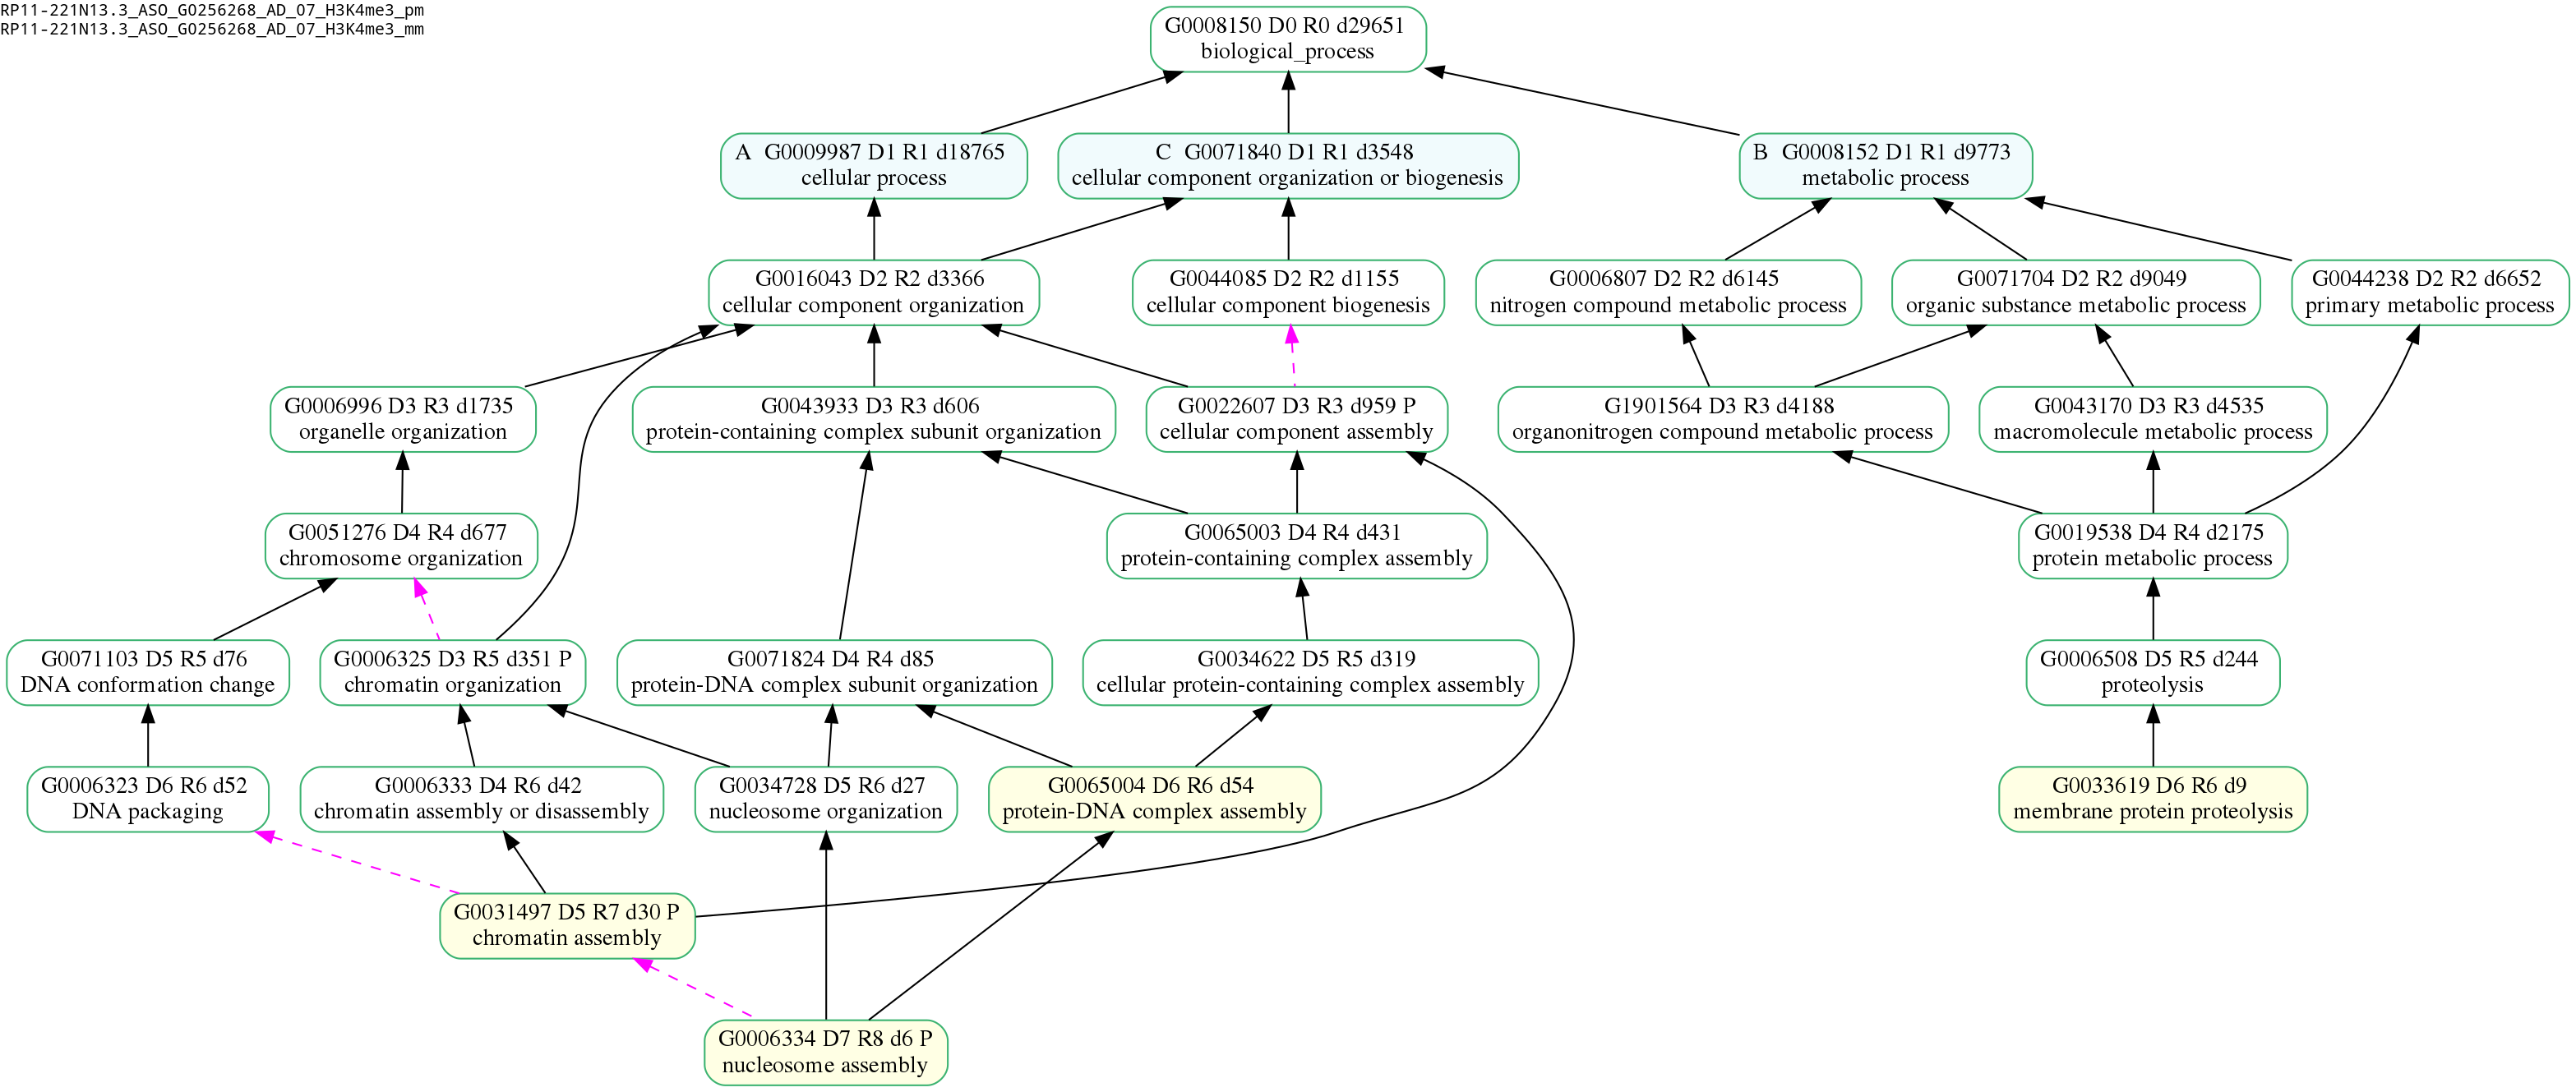 RP11-221N13.3_ASO_G0256268_AD_07_H3K4me3_pm
RP11-221N13.3_ASO_G0256268_AD_07_H3K4me3_mm
G0008150 D0 R0 d29651
biological_process
A G0009987 D1 R1 d18765
cellular process
C G0071840 D1 R1 d3548
cellular component organization or biogenesis
B G0008152 D1 R1 d9773
metabolic process
G0016043 D2 R2 d3366
cellular component organization
G0044085 D2 R2 d1155
cellular component biogenesis
G0006807 D2 R2 d6145
nitrogen compound metabolic process
G0071704 D2 R2 d9049
organic substance metabolic process
G0044238 D2 R2 d6652
primary metabolic process
G0006996 D3 R3 d1735
organelle organization
G0043933 D3 R3 d606
protein-containing complex subunit organization
G0022607 D3 R3 d959 P
cellular component assembly
G1901564 D3 R3 d4188
organonitrogen compound metabolic process
G0043170 D3 R3 d4535
macromolecule metabolic process
G0051276 D4 R4 d677
chromosome organization
G0065003 D4 R4 d431
protein-containing complex assembly
G0019538 D4 R4 d2175
protein metabolic process
G0071103 D5 R5 d76
DNA conformation change
G0006325 D3 R5 d351 P
chromatin organization
G0071824 D4 R4 d85
protein-DNA complex subunit organization
G0034622 D5 R5 d319
cellular protein-containing complex assembly
G0006508 D5 R5 d244
proteolysis
G0006323 D6 R6 d52
DNA packaging
G0006333 D4 R6 d42
chromatin assembly or disassembly
G0034728 D5 R6 d27
nucleosome organization
G0065004 D6 R6 d54
protein-DNA complex assembly
G0033619 D6 R6 d9
membrane protein proteolysis
G0031497 D5 R7 d30 P
chromatin assembly
G0006334 D7 R8 d6 P
nucleosome assembly